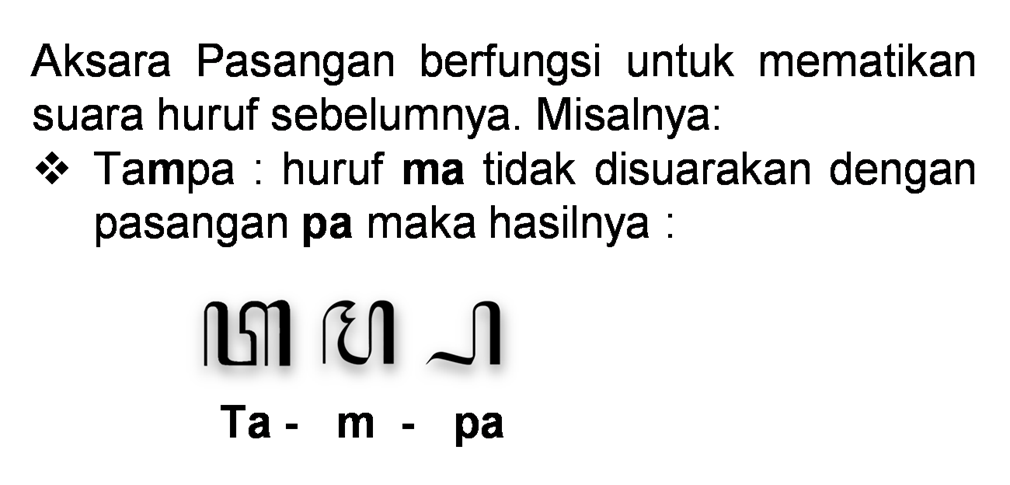 Aksara Pasangan berfungsi untuk mematikan
suara huruf sebelumnya. Misalnya:
❖ Tampa : huruf ma tidak disuarakan dengan
pasangan pa maka hasilnya :
ꦠꦩ꧀ꦥ
Ta - m - pa